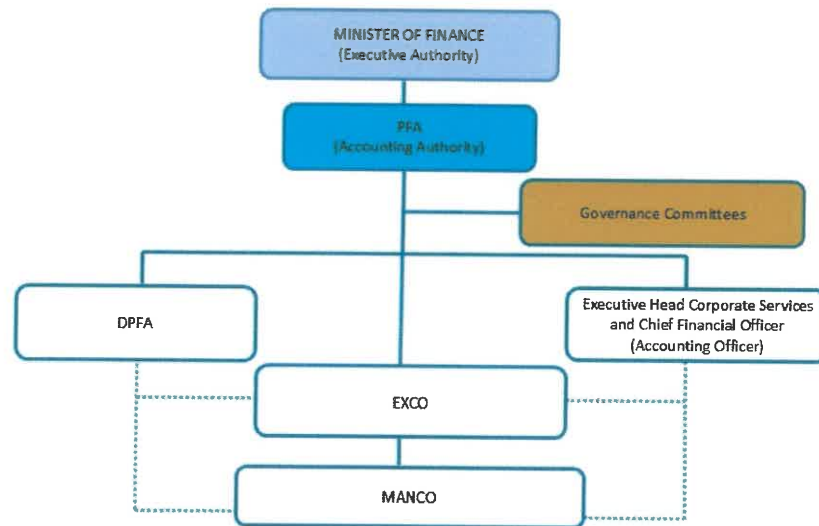 MINISTER OF FINANCE
(Executive Authority)
PFA
(Accounting Authority)
Governance Committees
DPFA
Executive Head Corporate Services
and Chief Financial Officer
(Accounting Officer)
EXCO
MANCO